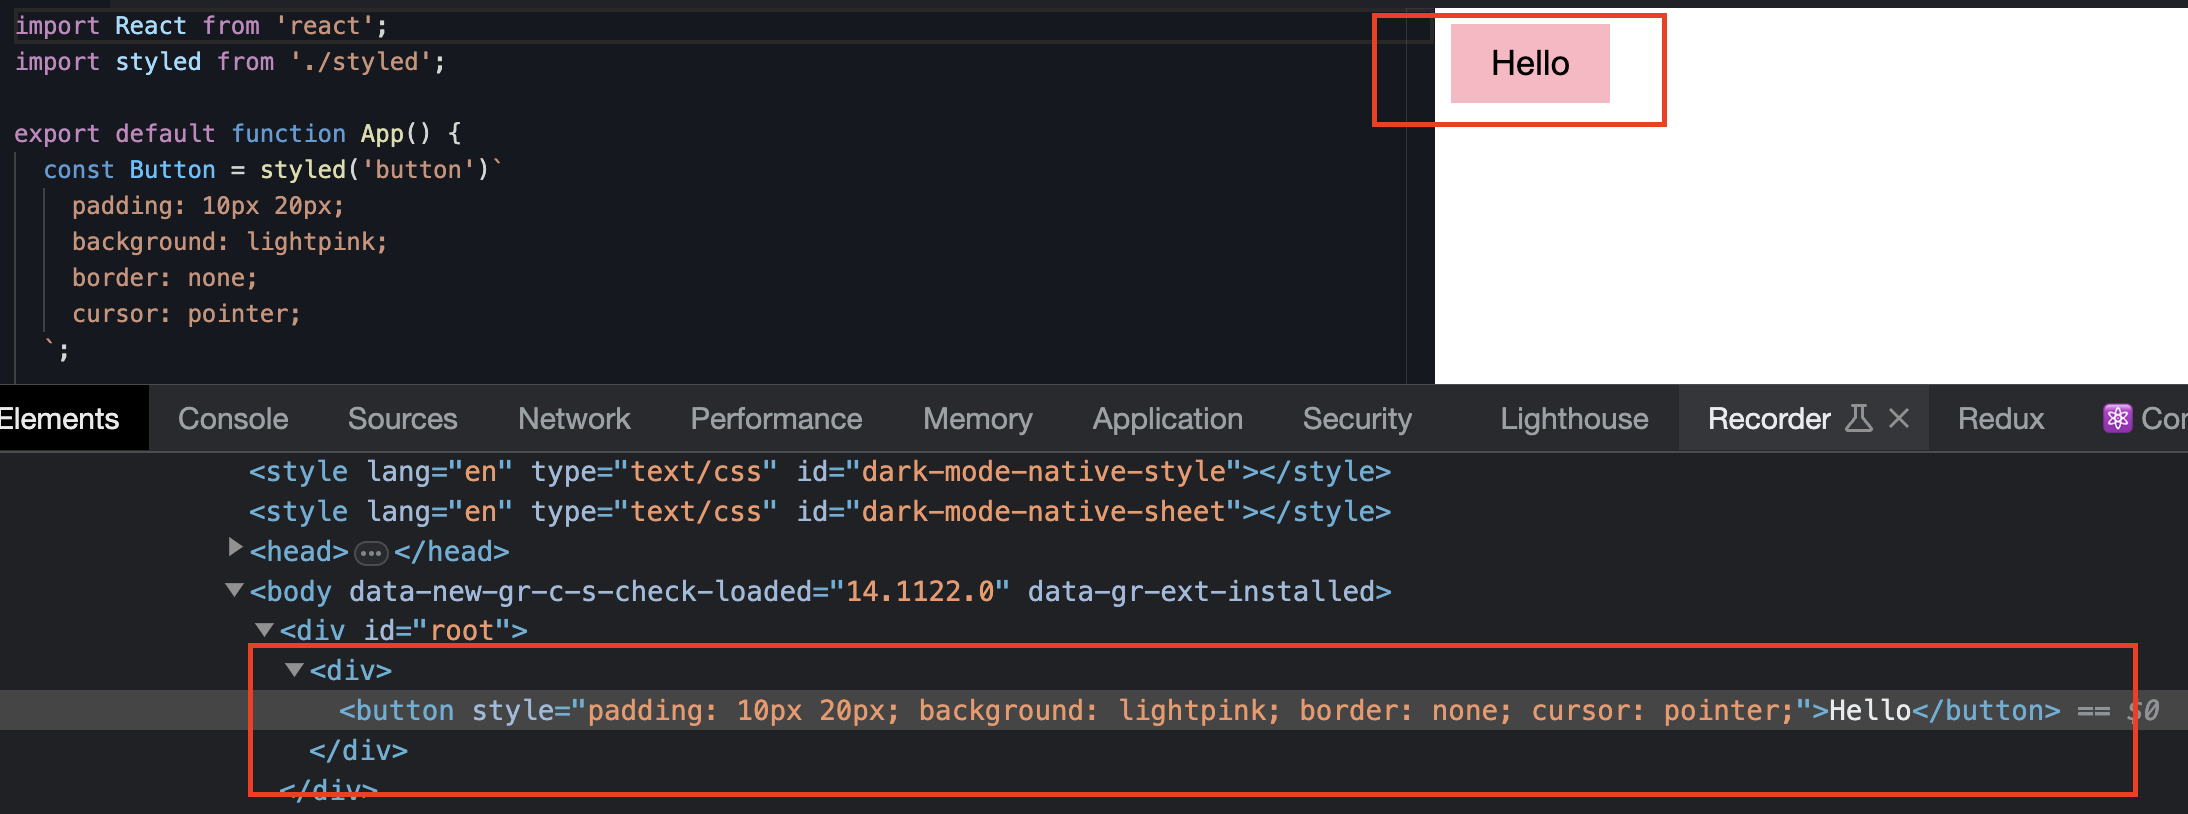 import React from 'react';
import styled from './styled';
export default function App() {
const Button = styled('button')`
padding: 10px 20px;
background: lightpink;
border: none;
cursor: pointer;
`;
Hello
Elements Console Sources Network Performance Memory Application Security Lighthouse Recorder Redux
<style lang="en" type="text/css" id="dark-mode-native-style"></style>
<style lang="en" type="text/css" id="dark-mode-native-sheet"></style>
<head>…</head>
<body data-new-gr-c-s-check-loaded="14.1122.0" data-gr-ext-installed>
<div id="root">
<div>
<button style="padding: 10px 20px; background: lightpink; border: none; cursor: pointer;">Hello</button> == $0
</div>
</div>